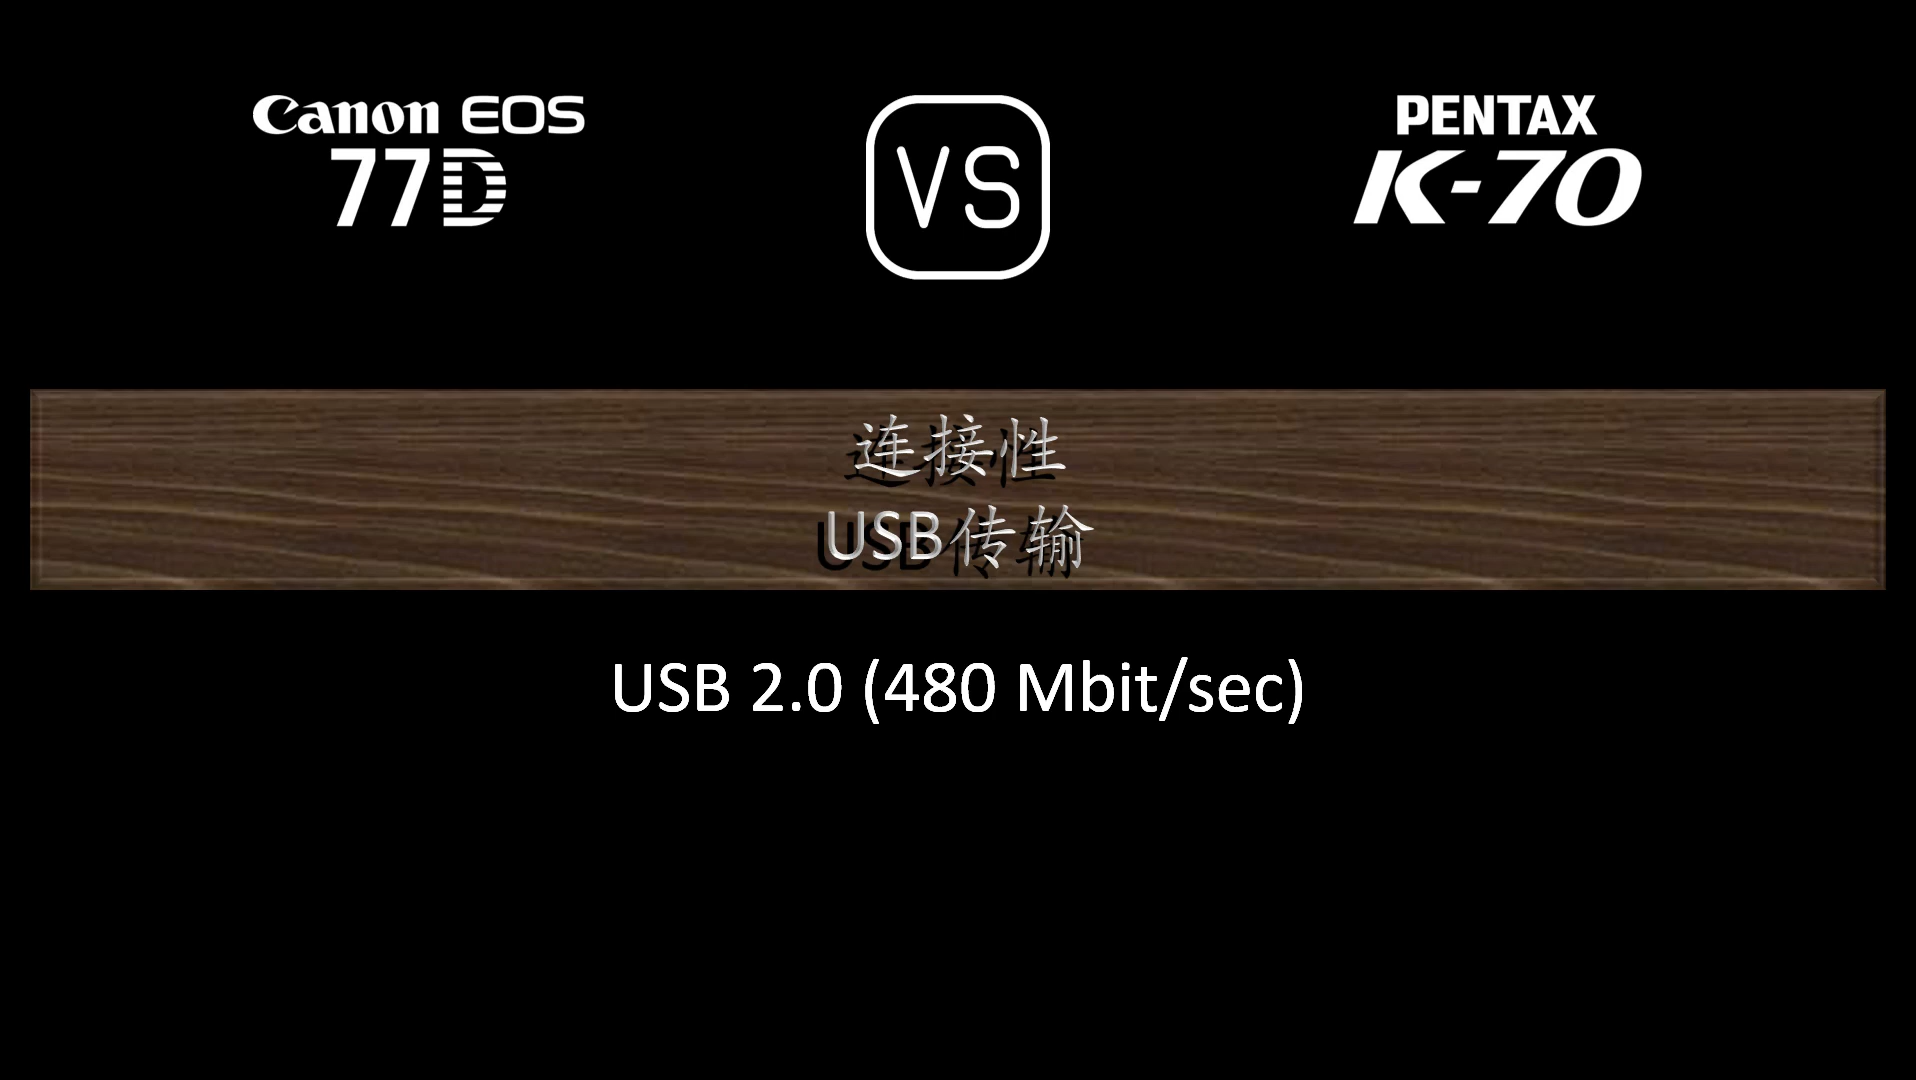 Canon EOS
77D
VS
PENTAX
K-70
连接性
USB传输
USB 2.0 (480 Mbit/sec)